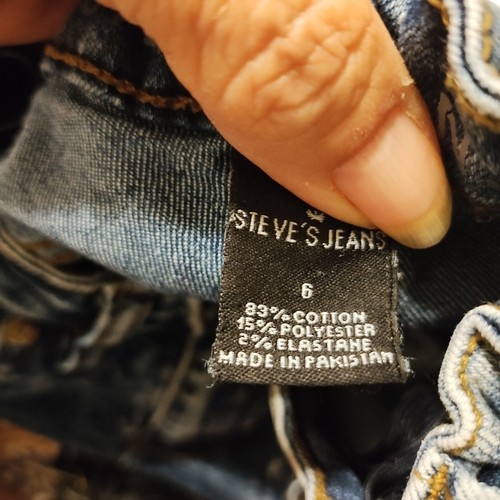 STEVE'S JEANS
6
83% COTTON
15% POLYESTER
2% ELASTANE
MADE IN PAKISTAN